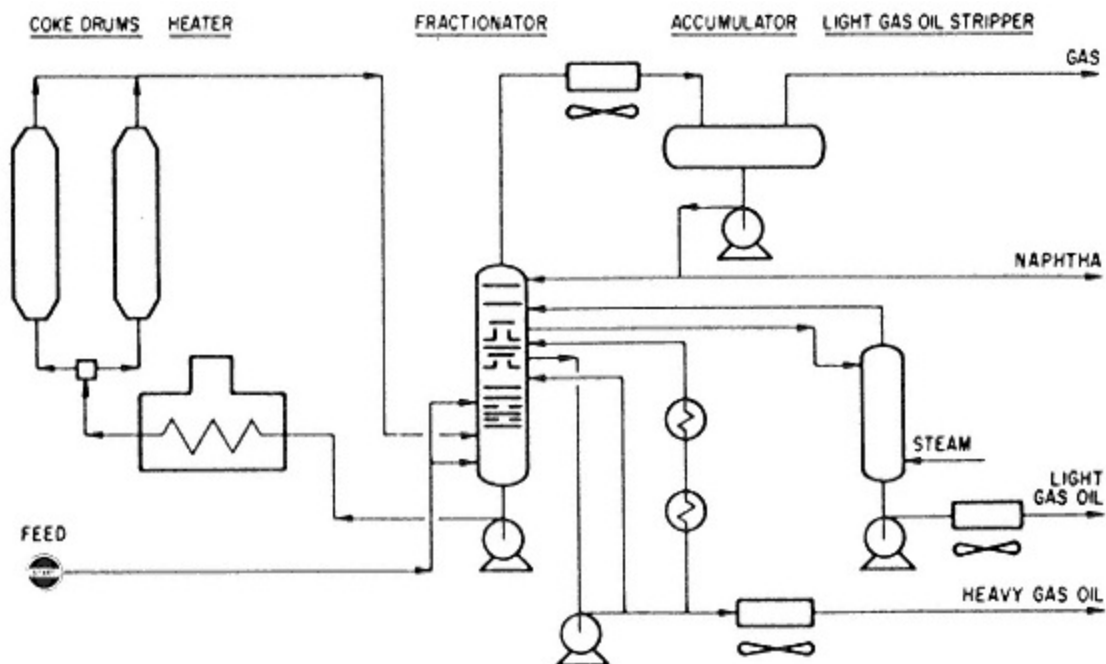 COKE DRUMS HEATER FRACTIONATOR ACCUMULATOR LIGHT GAS OIL STRIPPER
GAS
NAPHTHA
STEAM
LIGHT
GAS OIL
FEED
START
HEAVY GAS OIL